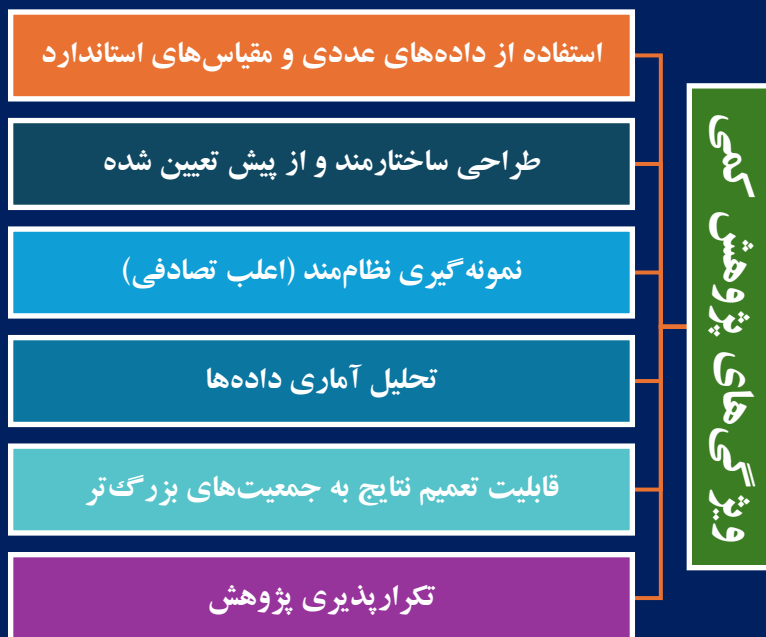 ویژگی‌های پژوهش کمی
استفاده از داده‌های عددی و مقیاس‌های استاندارد
طراحی ساختارمند و از پیش تعیین شده
نمونه‌گیری نظام‌مند (اعلب تصادفی)
تحلیل آماری داده‌ها
قابلیت تعمیم نتایج به جمعیت‌های بزرگ‌تر
تکرارپذیری پژوهش